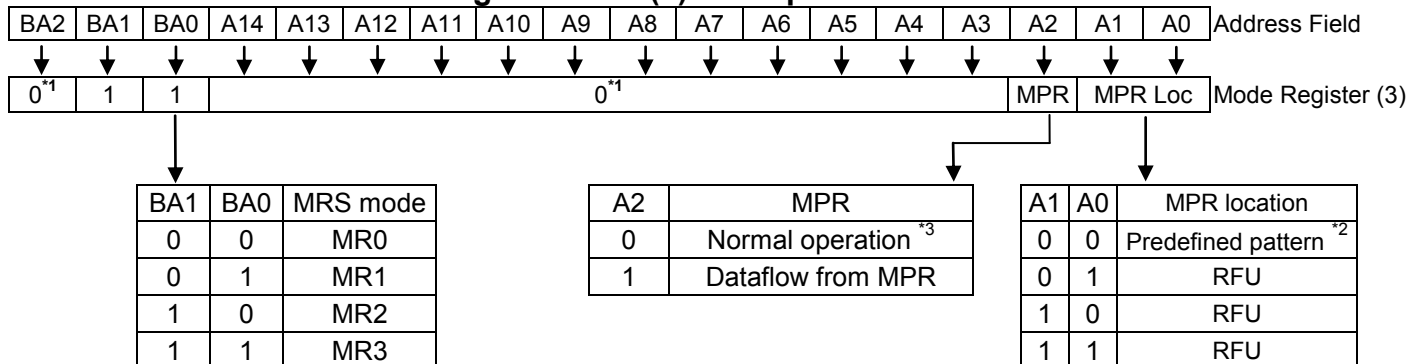 BA2 BA1 BA0 A14 A13 A12 A11 A10 A9 A8 A7 A6 A5 A4 A3 A2 A1 A0 Address Field
0*1 1 1 0*1 MPR MPR Loc Mode Register (3)
BA1 BA0 MRS mode
0 0 MR0
0 1 MR1
1 0 MR2
1 1 MR3
A2 MPR
0 Normal operation *3
1 Dataflow from MPR
A1 A0 MPR location
0 0 Predefined pattern *2
0 1 RFU
1 0 RFU
1 1 RFU